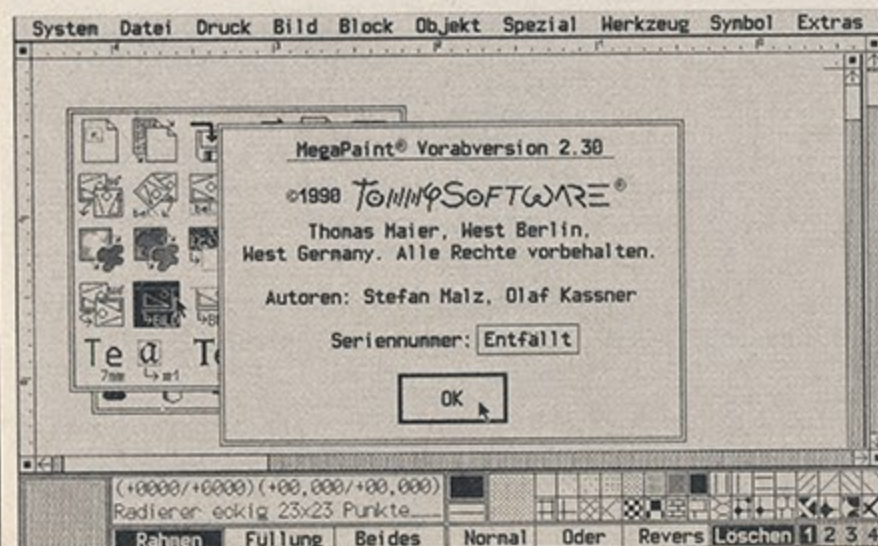 System Datei Druck Bild Block Objekt Spezial Werkzeug Symbol Extras
MegaPaint® Vorabversion 2.30
©1990 TOMMYSOFTWARE®
Thomas Maier, West Berlin,
West Germany. Alle Rechte vorbehalten.
Autoren: Stefan Malz, Olaf Kassner
Seriennummer: Entfällt
OK
Te a Te
7mm
(+0000/+6000)(+00,000/+00,000)
Radierer eckig 23x23 Punkte
Rahmen Füllung Beides Normal Oder Revers Löschen 1 2 3 4